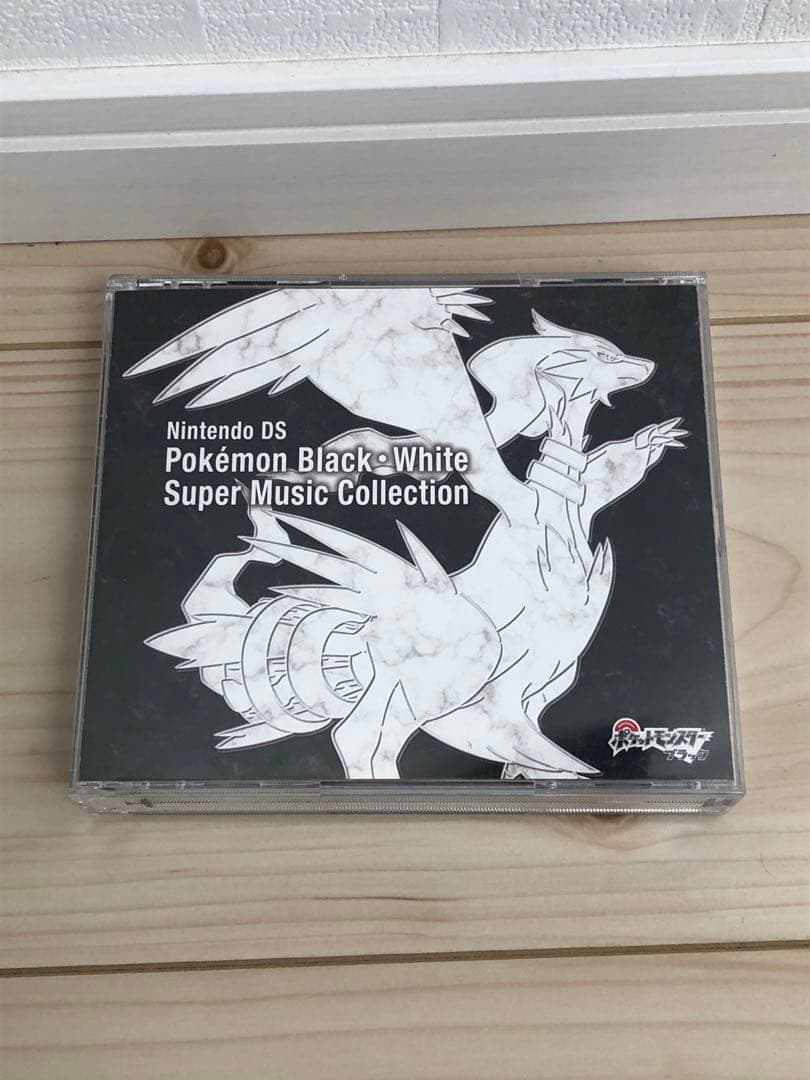 Nintendo DS
Pokémon Black・White
Super Music Collection
ポケットモンスター
ブラック